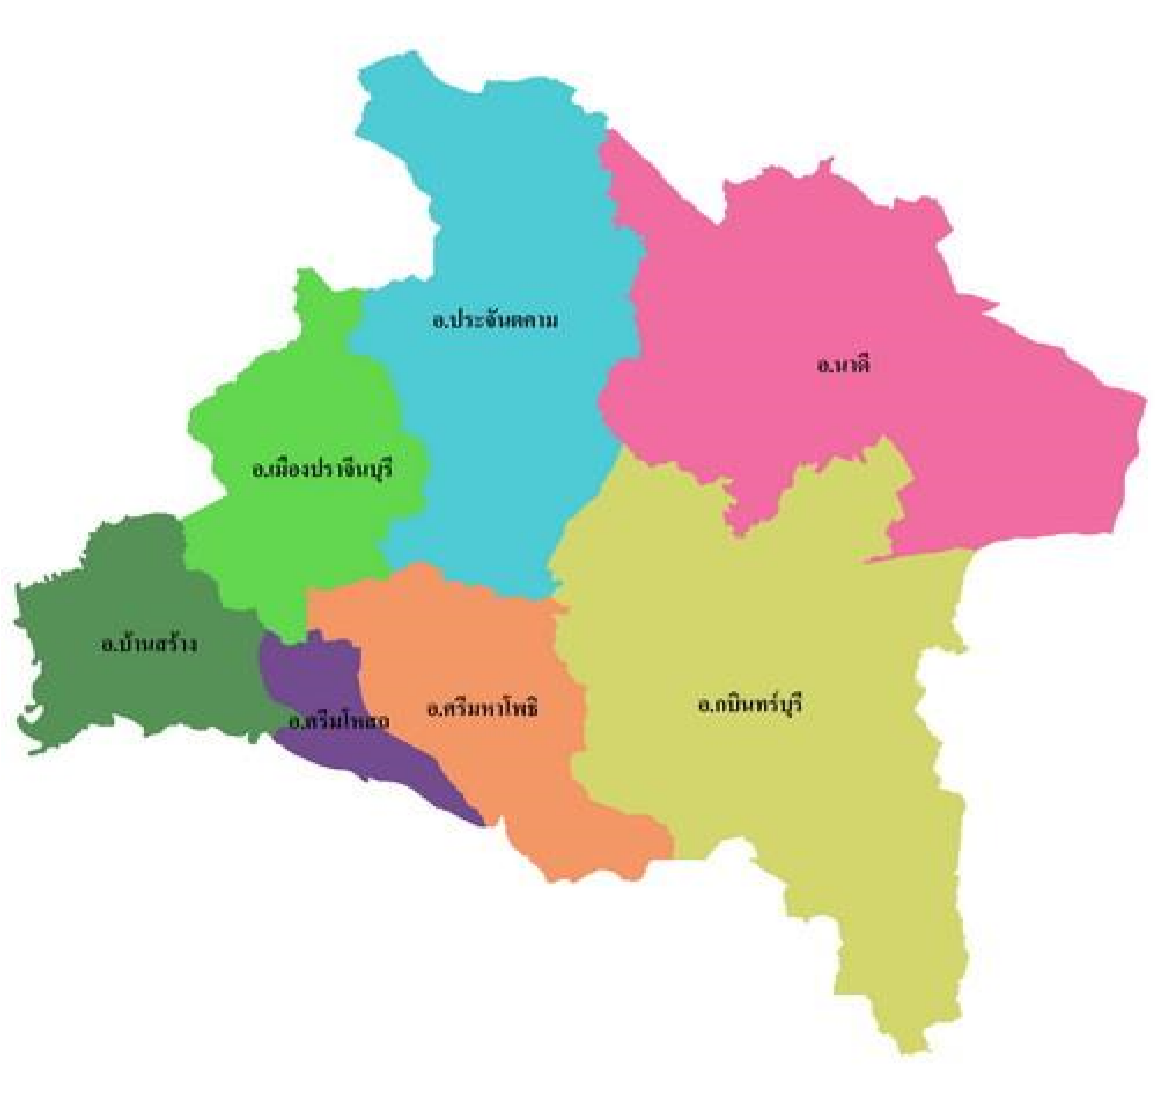 อ.ประจันตคาม
อ.นาดี
อ.เมืองปราจีนบุรี
อ.บ้านสร้าง
อ.กบินทร์บุรี
อ.ศรีมหาโพธิ
อ.ศรีมโหสถ